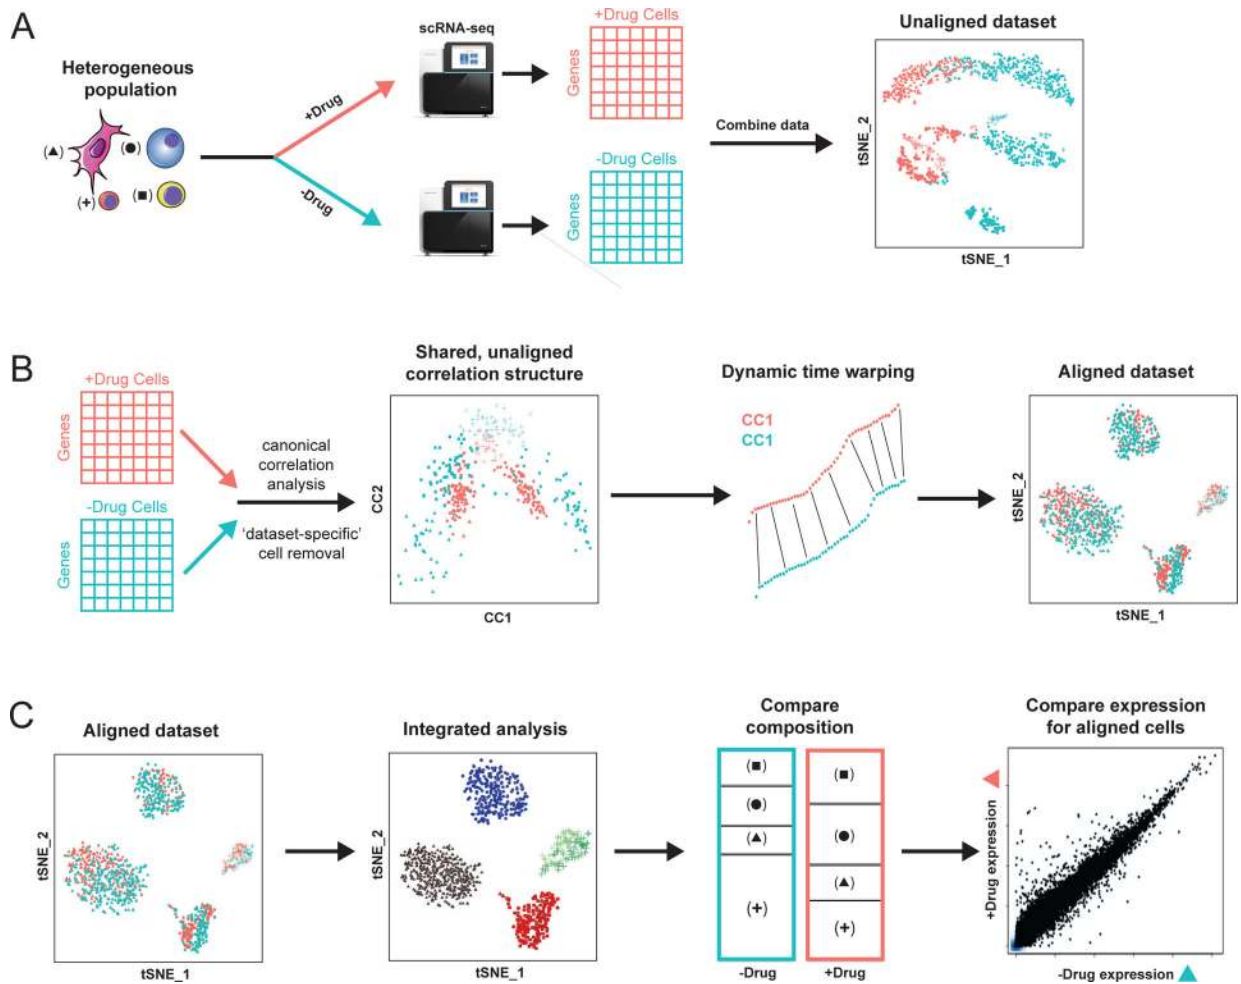 A
Heterogeneous
population
(▲)
(●)
(+)
(■)
+Drug
-Drug
scRNA-seq
+Drug Cells
Genes
-Drug Cells
Genes
Combine data
Unaligned dataset
tSNE_2
tSNE_1
B
+Drug Cells
Genes
-Drug Cells
Genes
canonical
correlation
analysis
'dataset-specific'
cell removal
Shared, unaligned
correlation structure
CC2
CC1
Dynamic time warping
CC1
CC1
Aligned dataset
tSNE_2
tSNE_1
C
Aligned dataset
tSNE_2
tSNE_1
Integrated analysis
tSNE_2
tSNE_1
Compare
composition
(■)
(●)
(▲)
(+)
-Drug
(■)
(●)
(▲)
(+)
+Drug
Compare expression
for aligned cells
+Drug expression
-Drug expression